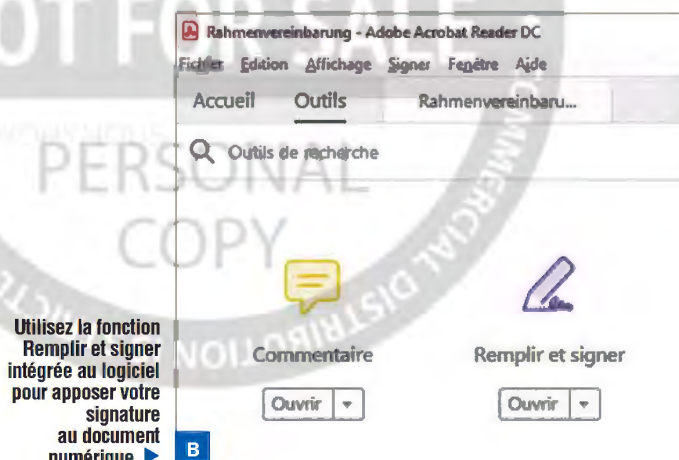 OT FOR SALE
Rahmenvereinbarung - Adobe Acrobat Reader DC
Fichier Edition Affichage Signer Fenêtre Aide
Accueil Outils Rahmenvereinbaru...
Outils de recherche
PERSONAL
COPY
COMMERCIAL DISTRIBUTION
Commentaire Remplir et signer
Ouvrir Ouvrir
Utilisez la fonction
Remplir et signer
intégrée au logiciel
pour apposer votre
signature
au document
numérique
B